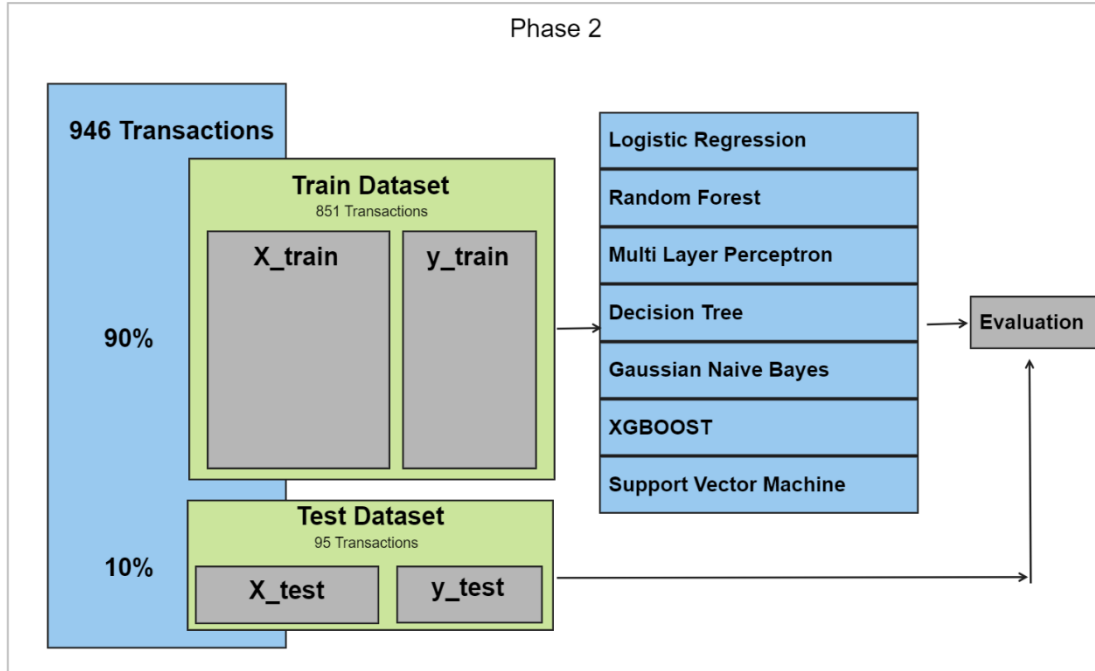 Phase 2
946 Transactions
90%
10%
Train Dataset
851 Transactions
X_train
y_train
Test Dataset
95 Transactions
X_test
y_test
Logistic Regression
Random Forest
Multi Layer Perceptron
Decision Tree
Gaussian Naive Bayes
XGBOOST
Support Vector Machine
Evaluation